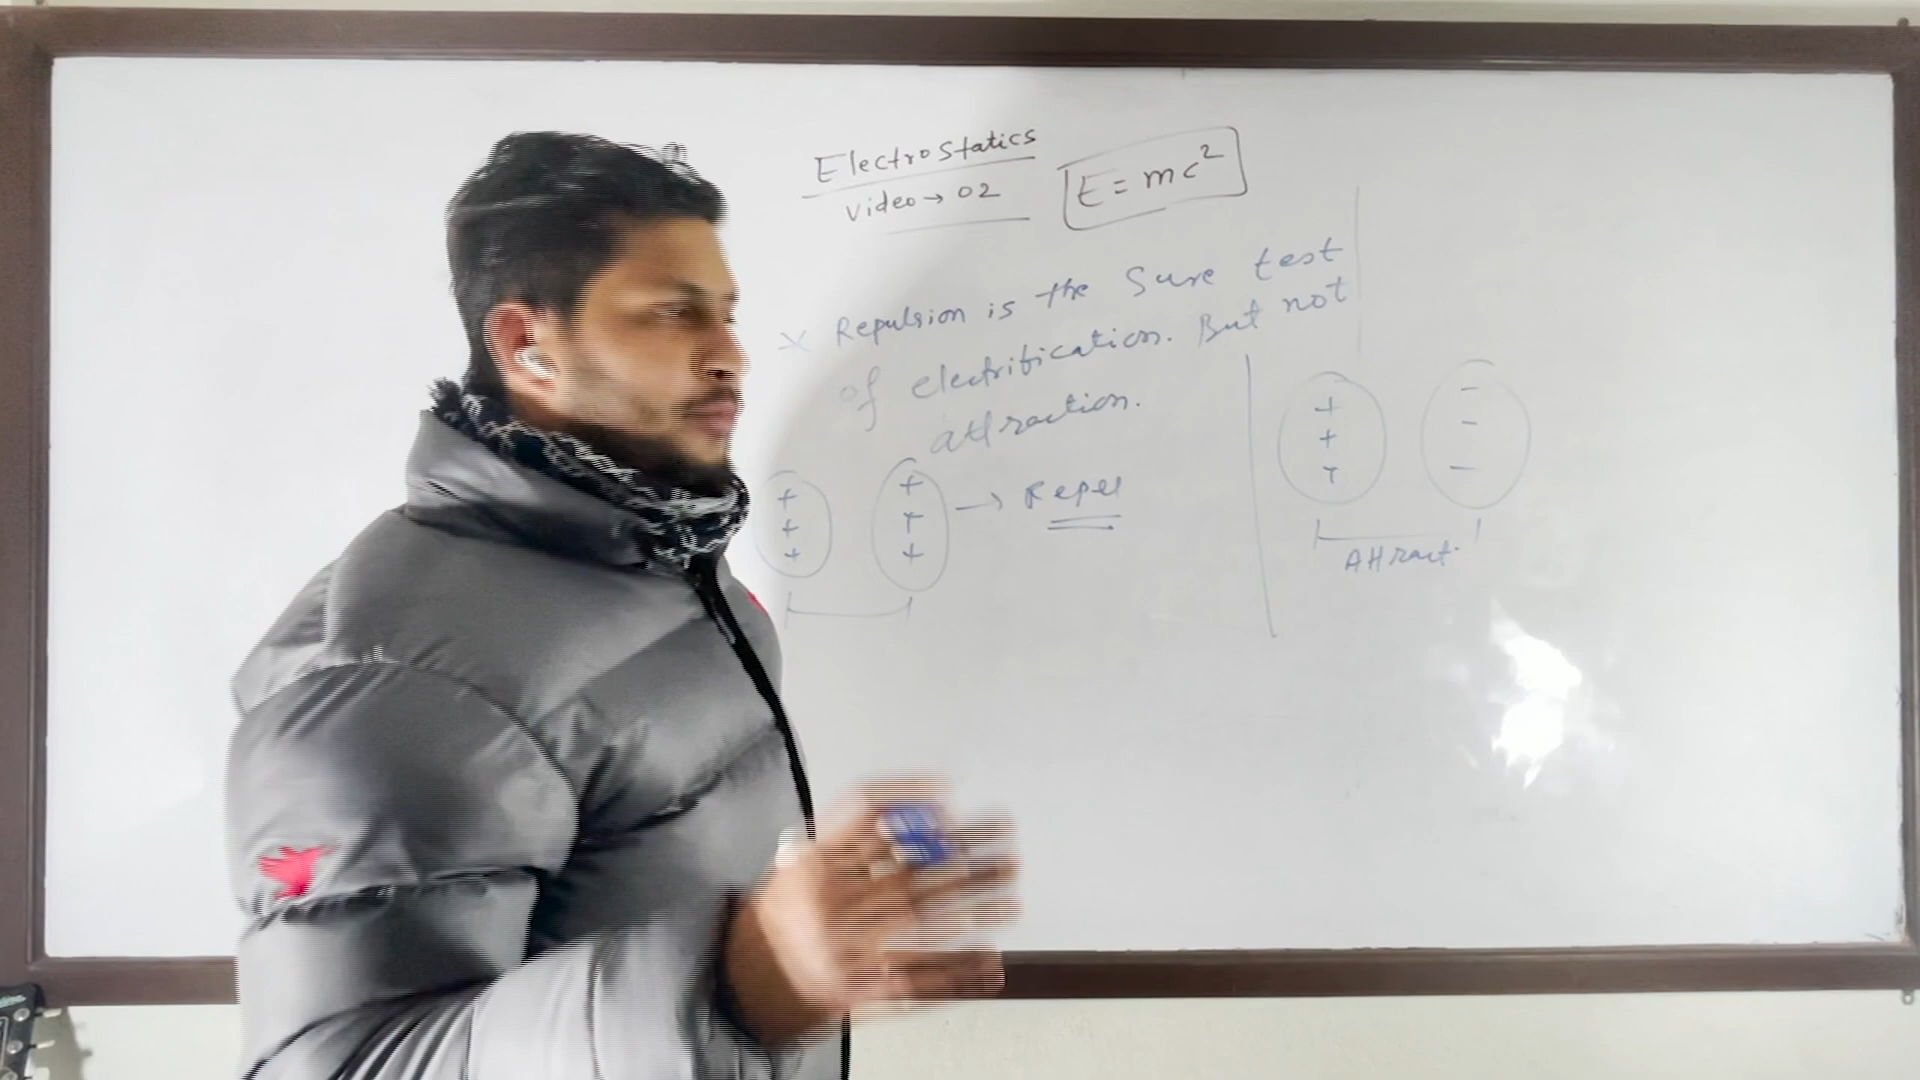 Electrostatics
Video → 02
E = mc²
× Repulsion is the Sure test
of electrification. But not
attraction.
+ +
+ +
+ +
→ Repel
+ -
+ -
+ -
Attract.